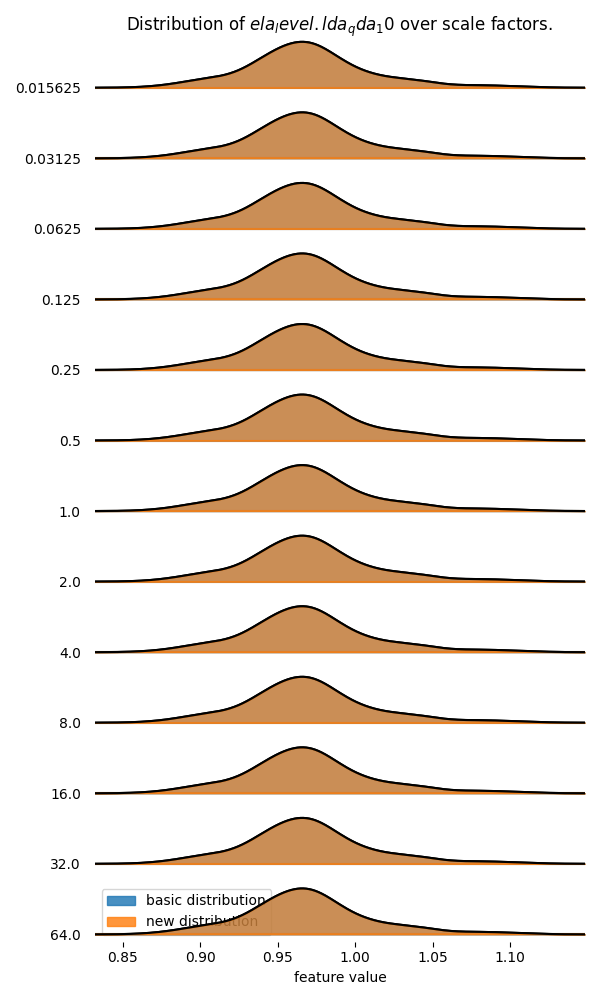 Distribution of elaₗevel.lda_qda₁0 over scale factors.
0.015625
0.03125
0.0625
0.125
0.25
0.5
1.0
2.0
4.0
8.0
16.0
32.0
64.0
basic distribution
new distribution
0.85 0.90 0.95 1.00 1.05 1.10
feature value